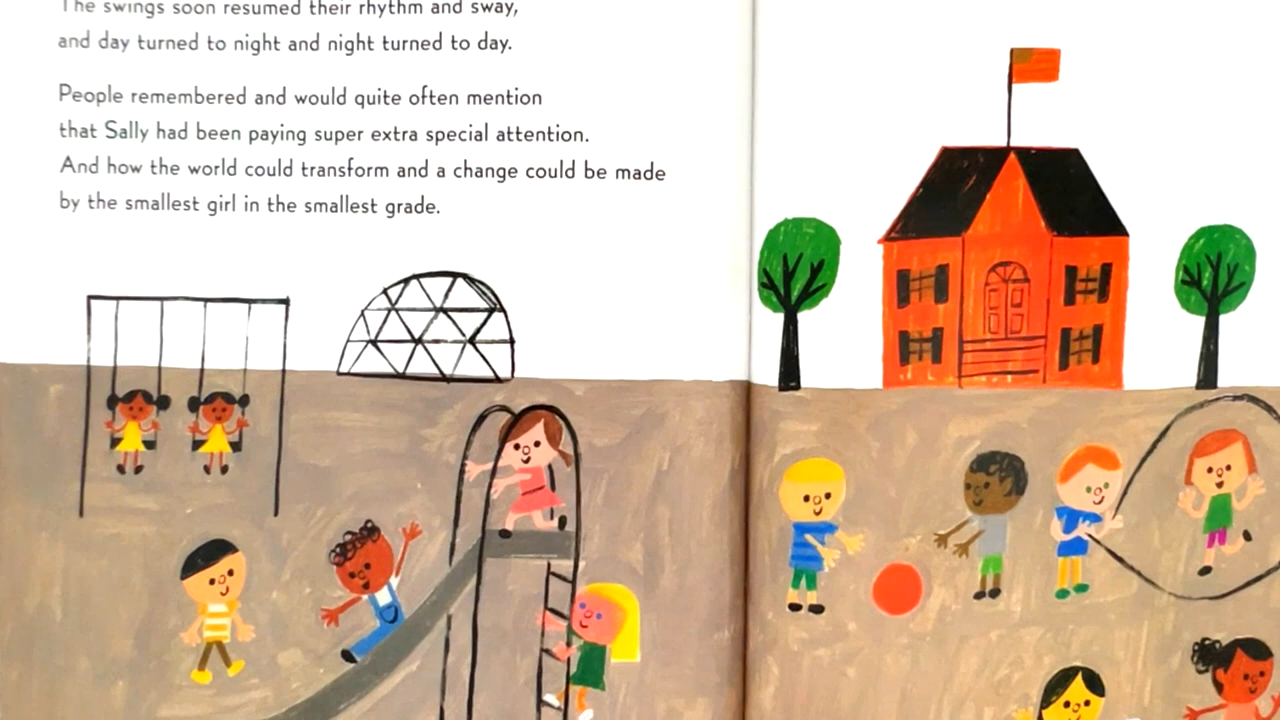 The swings soon resumed their rhythm and sway,
and day turned to night and night turned to day.
People remembered and would quite often mention
that Sally had been paying super extra special attention.
And how the world could transform and a change could be made
by the smallest girl in the smallest grade.